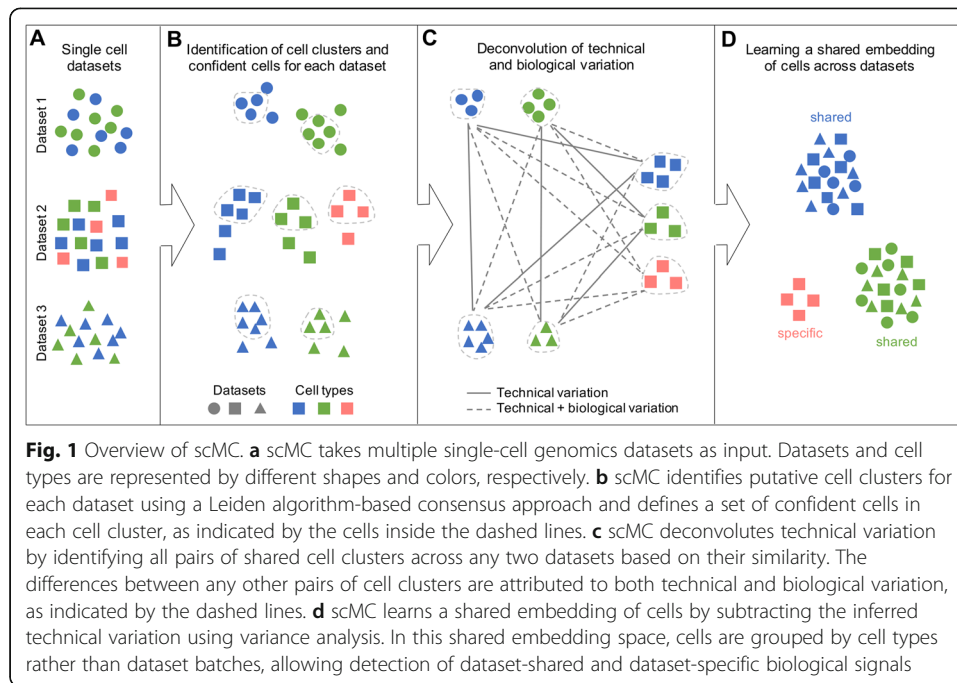 A
Single cell
datasets
B
Identification of cell clusters and
confident cells for each dataset
C
Deconvolution of technical
and biological variation
D
Learning a shared embedding
of cells across datasets
Dataset 1
Dataset 2
Dataset 3
shared
specific
shared
Datasets
Cell types
Technical variation
Technical + biological variation
Fig. 1 Overview of scMC. a scMC takes multiple single-cell genomics datasets as input. Datasets and cell
types are represented by different shapes and colors, respectively. b scMC identifies putative cell clusters for
each dataset using a Leiden algorithm-based consensus approach and defines a set of confident cells in
each cell cluster, as indicated by the cells inside the dashed lines. c scMC deconvolutes technical variation
by identifying all pairs of shared cell clusters across any two datasets based on their similarity. The
differences between any other pairs of cell clusters are attributed to both technical and biological variation,
as indicated by the dashed lines. d scMC learns a shared embedding of cells by subtracting the inferred
technical variation using variance analysis. In this shared embedding space, cells are grouped by cell types
rather than dataset batches, allowing detection of dataset-shared and dataset-specific biological signals